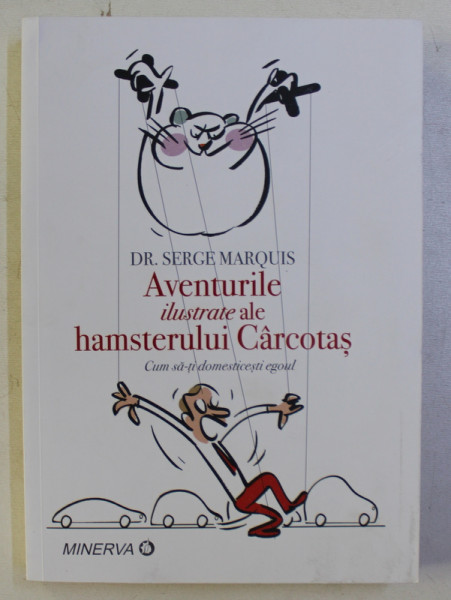 DR. SERGE MARQUIS
Aventurile
ilustrate ale
hamsterului Cârcotaș
Cum să-ți domesticești egoul
MINERVA